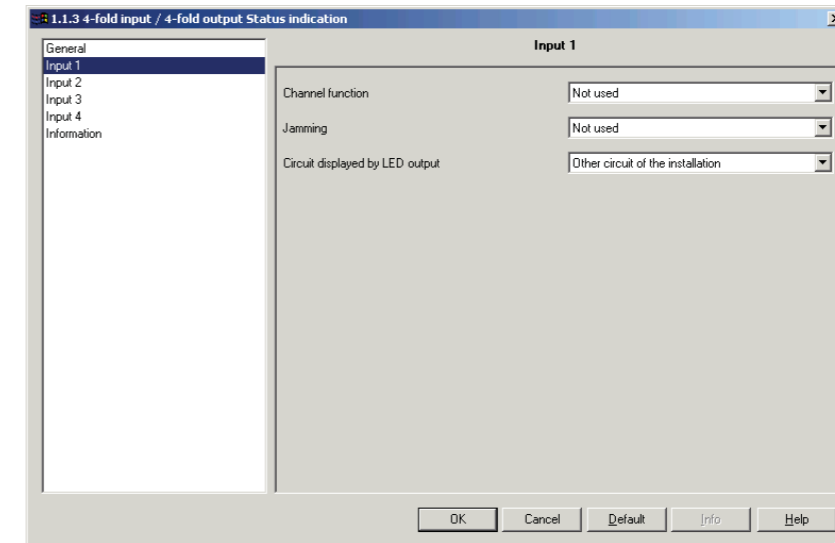 1.1.3 4-fold input / 4-fold output Status indication
General
Input 1
Input 2
Input 3
Input 4
Information
Input 1
Channel function
Not used
Jamming
Not used
Circuit displayed by LED output
Other circuit of the installation
OK
Cancel
Default
Info
Help